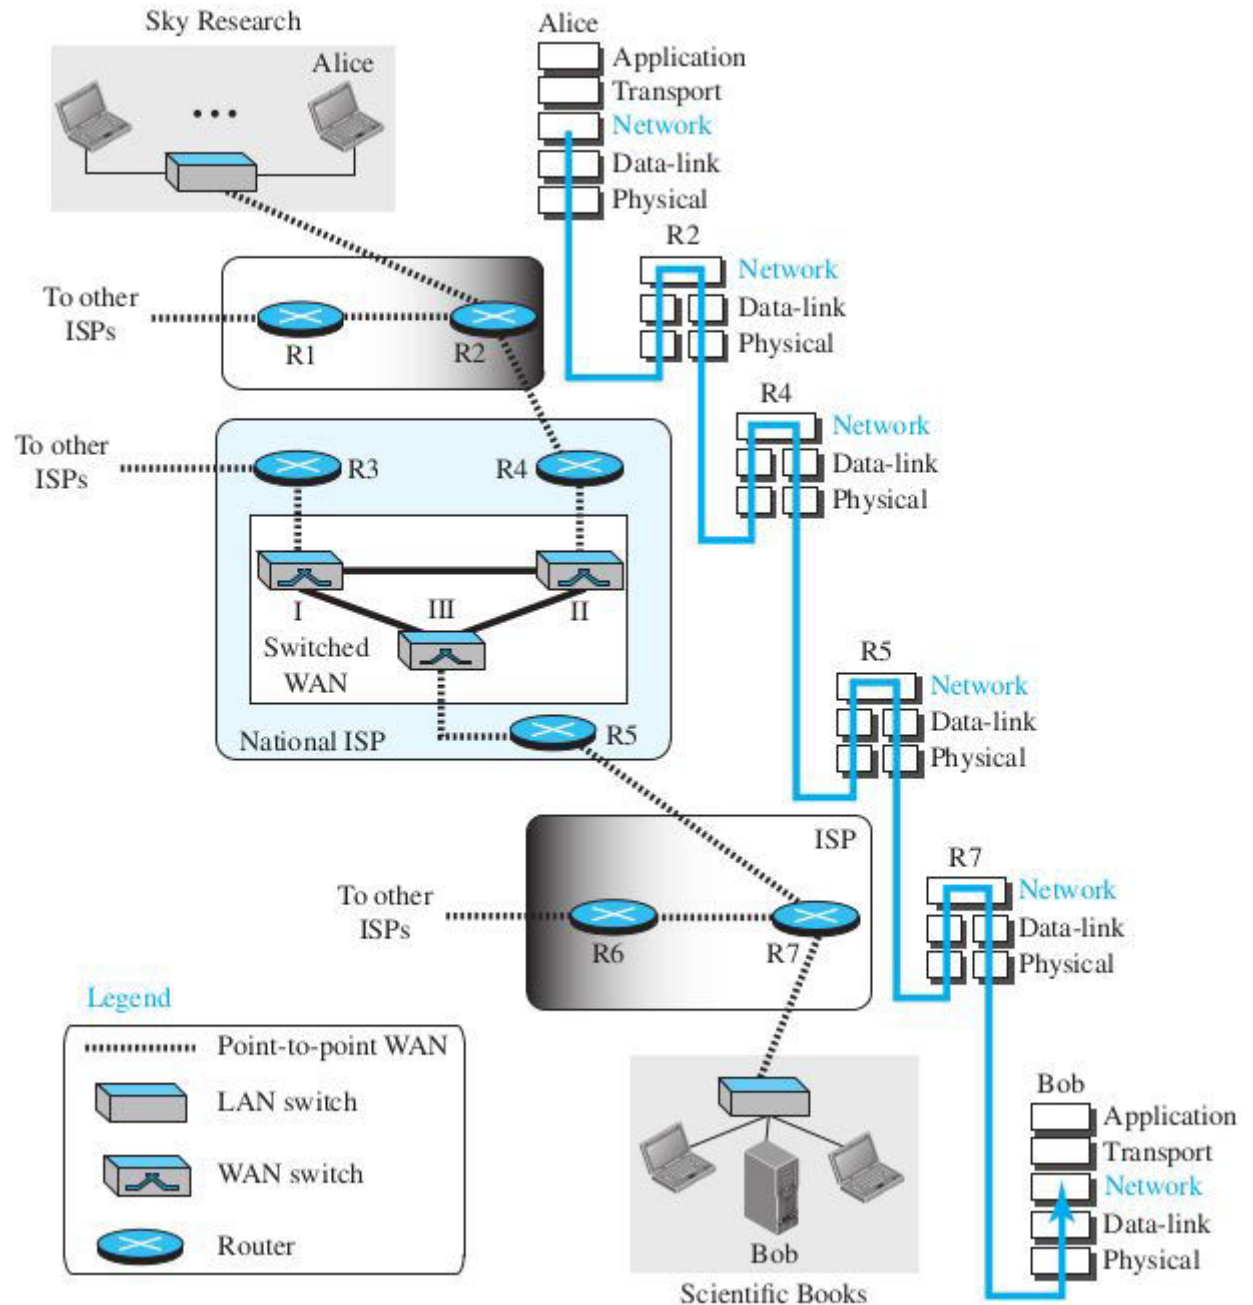 Sky Research
Alice
• • •
To other
ISPs
R1
R2
To other
ISPs
R3
R4
I
III
II
Switched
WAN
R5
National ISP
ISP
To other
ISPs
R6
R7
Bob
Scientific Books
Legend
Point-to-point WAN
LAN switch
WAN switch
Router
Alice
Application
Transport
Network
Data-link
Physical
R2
Network
Data-link
Physical
R4
Network
Data-link
Physical
R5
Network
Data-link
Physical
R7
Network
Data-link
Physical
Bob
Application
Transport
Network
Data-link
Physical